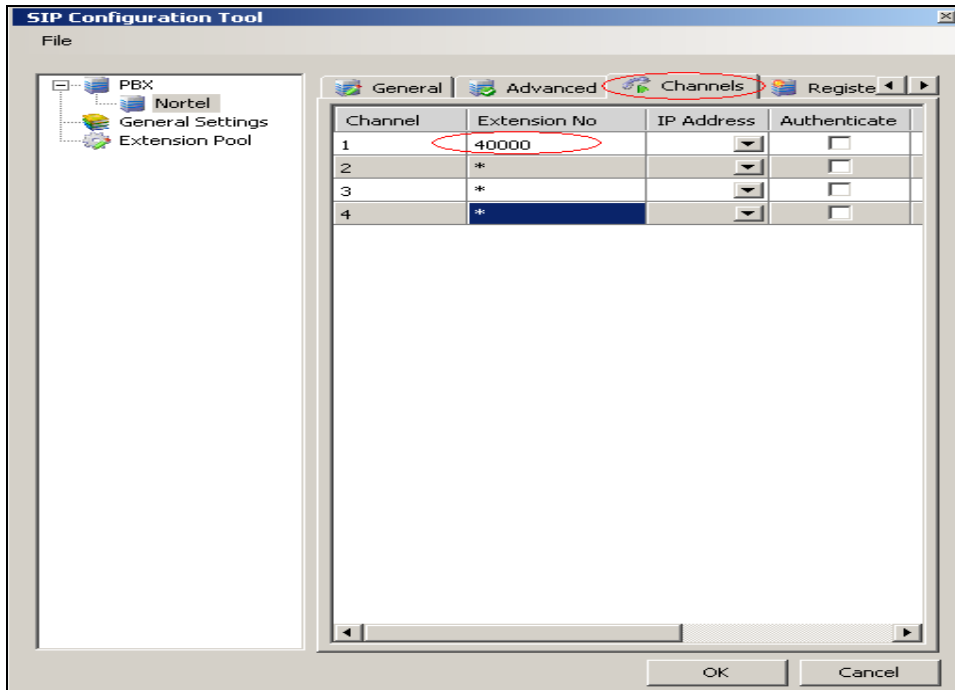 SIP Configuration Tool
File
PBX
Nortel
General Settings
Extension Pool
General Advanced Channels Registe
Channel Extension No IP Address Authenticate
1 40000
2 *
3 *
4 *
OK Cancel